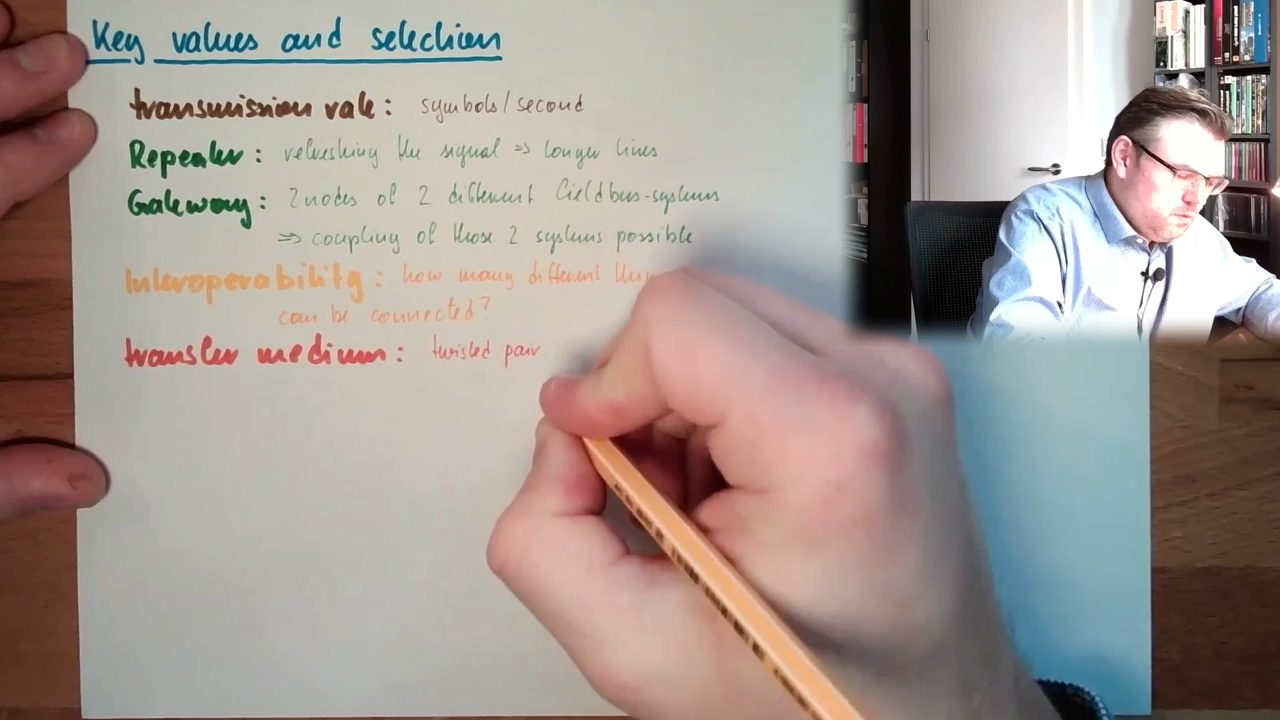 Key values and selection
transmission rate: symbols/second
Repeater: refreshing the signal ⇒ longer lines
Gateway: 2 nodes of 2 different fieldbus-systems
⇒ coupling of those 2 systems possible
Interoperability: how many different
can be connected?
transfer medium: twisted pair